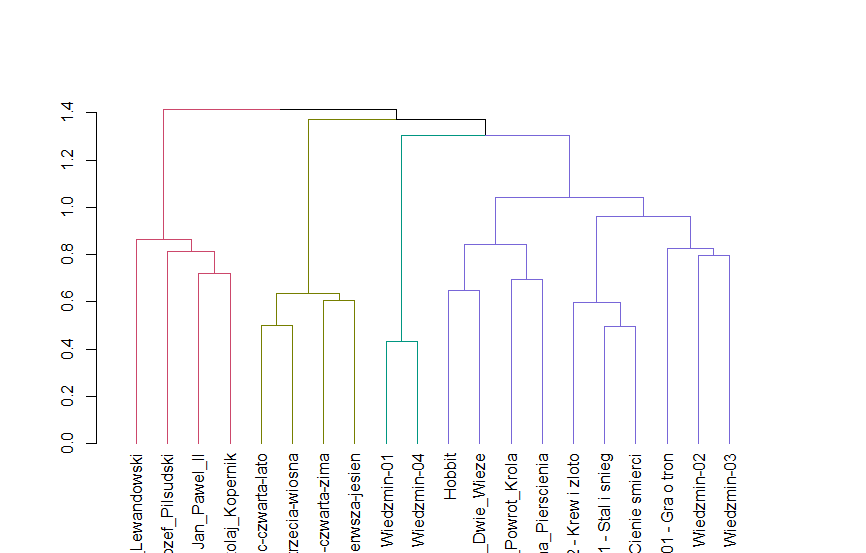 1.4
1.2
1.0
0.8
0.6
0.4
0.2
0.0
_Lewandowski
ozef_Pilsudski
Jan_Pawel_II
olaj_Kopernik
c-czwarta-lato
trzecia-wiosna
-czwarta-zima
erwsza-jesien
Wiedzmin-01
Wiedzmin-04
Hobbit
_Dwie_Wieze
_Powrot_Krola
na_Pierscienia
2 - Krew i zloto
1 - Stal i snieg
Cienie smierci
01 - Gra o tron
Wiedzmin-02
Wiedzmin-03